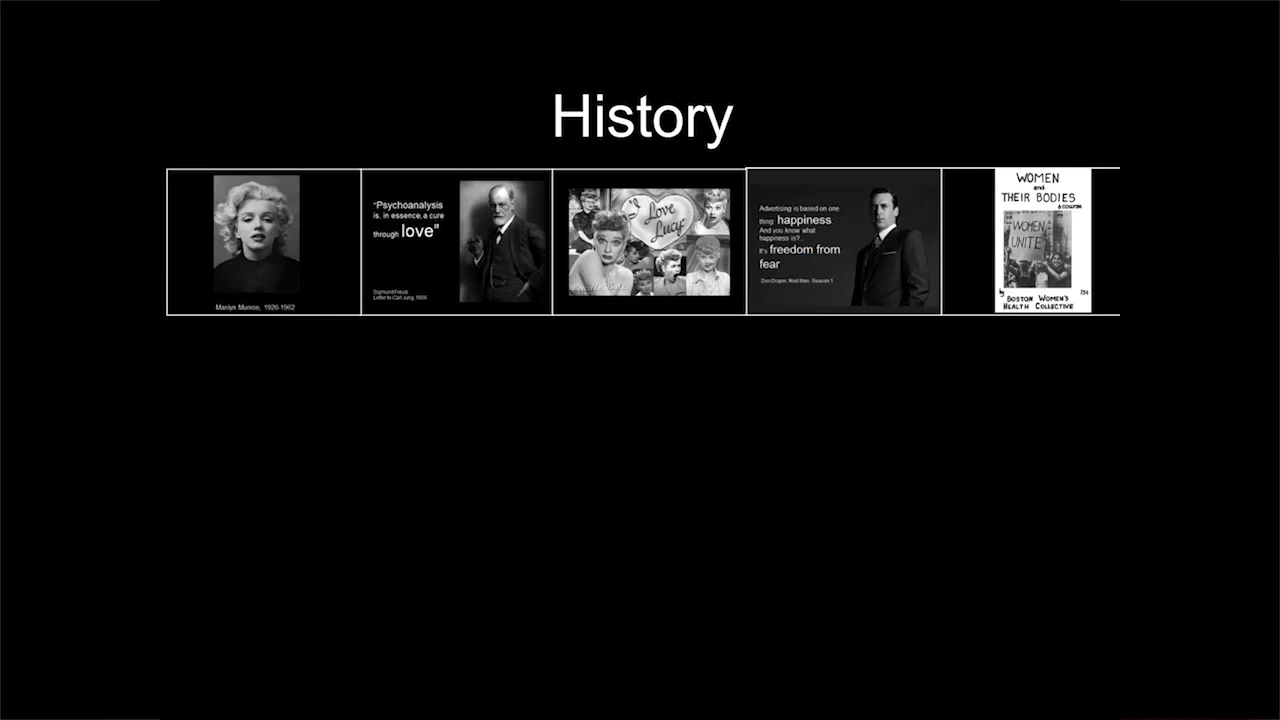 History
Marilyn Munroe, 1926-1962
"Psychoanalysis
is, in essence, a cure
through love"
Sigmund Freud,
Letter to Carl Jung, 1906
I Love
Lucy
Advertising is based on one
thing: happiness
And you know what
happiness is?...
It's freedom from
fear
Don Draper, Mad Men, Season 1
WOMEN
and
THEIR BODIES
A COURSE
WOMEN
UNITE
by BOSTON WOMEN'S
HEALTH COLLECTIVE
75¢